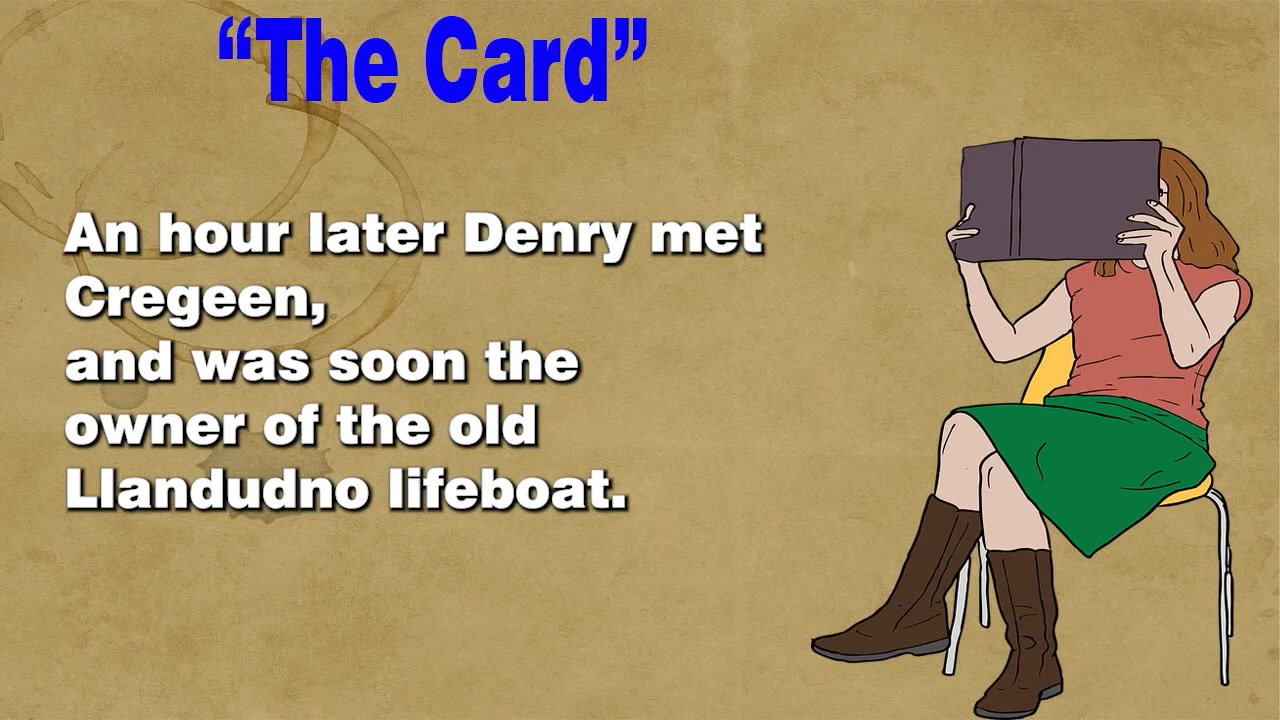 “The Card”
An hour later Denry met
Cregeen,
and was soon the
owner of the old
Llandudno lifeboat.